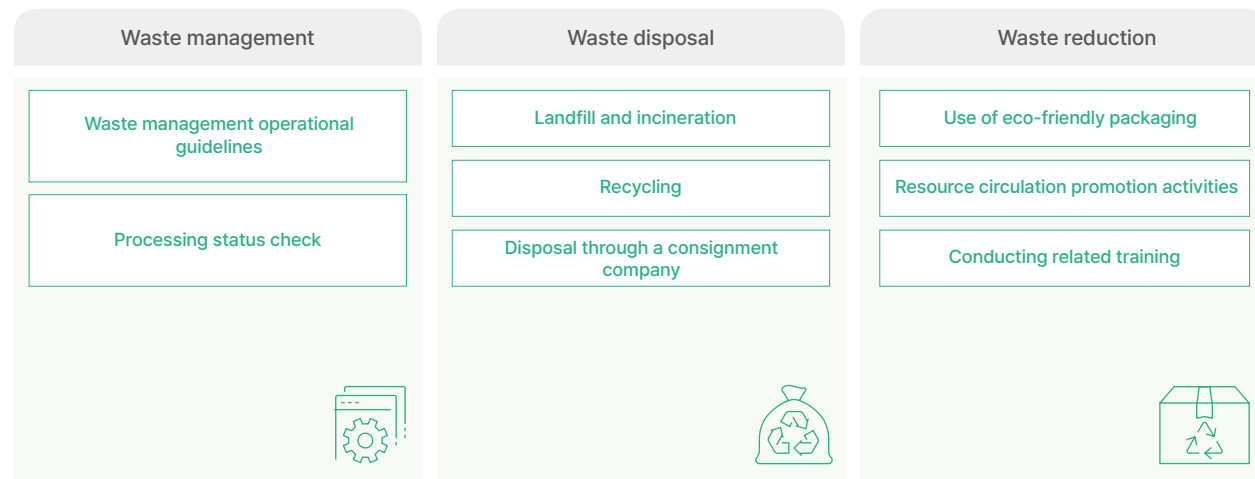 Waste management
Waste management operational
guidelines
Processing status check
Waste disposal
Landfill and incineration
Recycling
Disposal through a consignment
company
Waste reduction
Use of eco-friendly packaging
Resource circulation promotion activities
Conducting related training